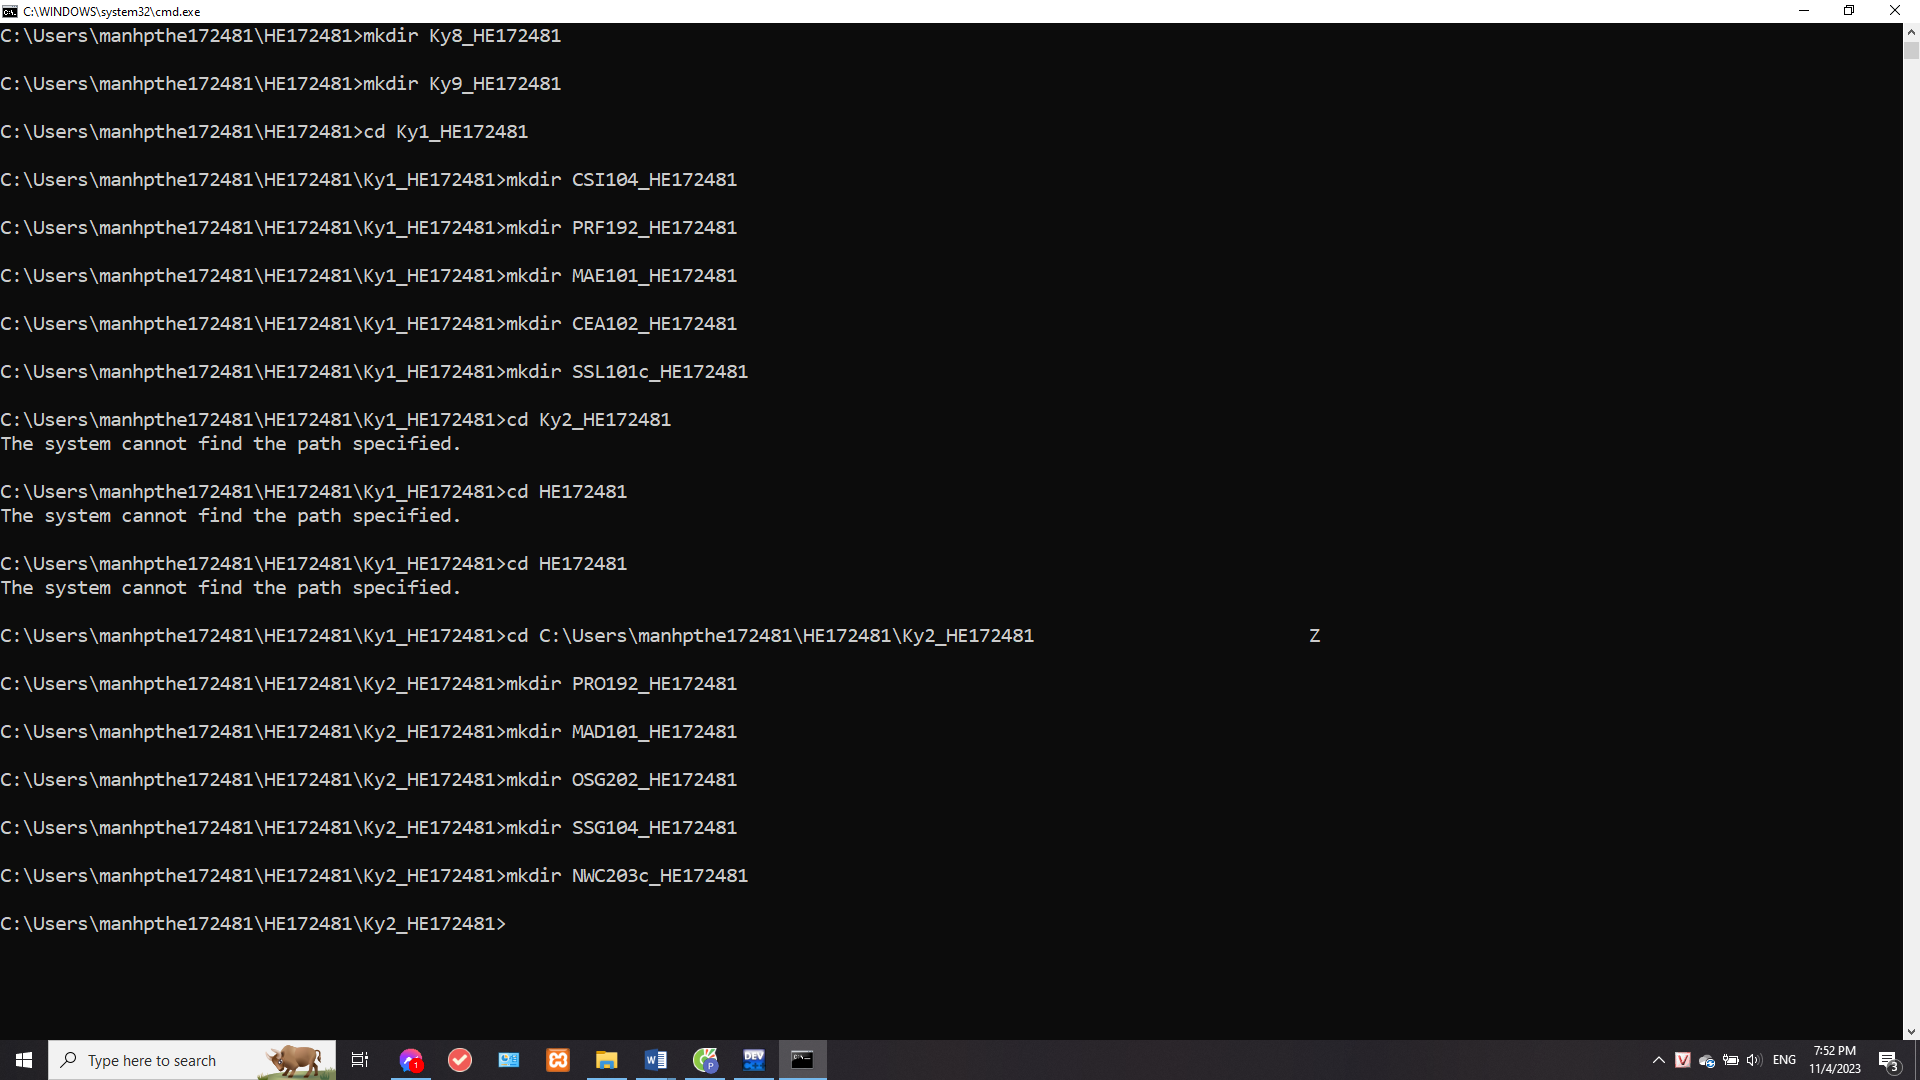 C:\WINDOWS\system32\cmd.exe
C:\Users\manhpthe172481\HE172481>mkdir Ky8_HE172481
C:\Users\manhpthe172481\HE172481>mkdir Ky9_HE172481
C:\Users\manhpthe172481\HE172481>cd Ky1_HE172481
C:\Users\manhpthe172481\HE172481\Ky1_HE172481>mkdir CSI104_HE172481
C:\Users\manhpthe172481\HE172481\Ky1_HE172481>mkdir PRF192_HE172481
C:\Users\manhpthe172481\HE172481\Ky1_HE172481>mkdir MAE101_HE172481
C:\Users\manhpthe172481\HE172481\Ky1_HE172481>mkdir CEA102_HE172481
C:\Users\manhpthe172481\HE172481\Ky1_HE172481>mkdir SSL101c_HE172481
C:\Users\manhpthe172481\HE172481\Ky1_HE172481>cd Ky2_HE172481
The system cannot find the path specified.
C:\Users\manhpthe172481\HE172481\Ky1_HE172481>cd HE172481
The system cannot find the path specified.
C:\Users\manhpthe172481\HE172481\Ky1_HE172481>cd HE172481
The system cannot find the path specified.
C:\Users\manhpthe172481\HE172481\Ky1_HE172481>cd C:\Users\manhpthe172481\HE172481\Ky2_HE172481 Z
C:\Users\manhpthe172481\HE172481\Ky2_HE172481>mkdir PRO192_HE172481
C:\Users\manhpthe172481\HE172481\Ky2_HE172481>mkdir MAD101_HE172481
C:\Users\manhpthe172481\HE172481\Ky2_HE172481>mkdir OSG202_HE172481
C:\Users\manhpthe172481\HE172481\Ky2_HE172481>mkdir SSG104_HE172481
C:\Users\manhpthe172481\HE172481\Ky2_HE172481>mkdir NWC203c_HE172481
C:\Users\manhpthe172481\HE172481\Ky2_HE172481>
Type here to search
1
W
P
DEV
V
ENG
7:52 PM
11/4/2023
3